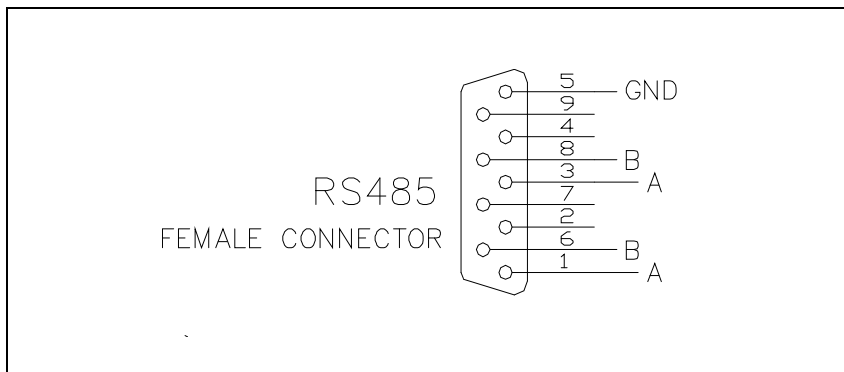 5 GND
9
4
8 B
3 A
7
2
6 B
1 A
RS485
FEMALE CONNECTOR